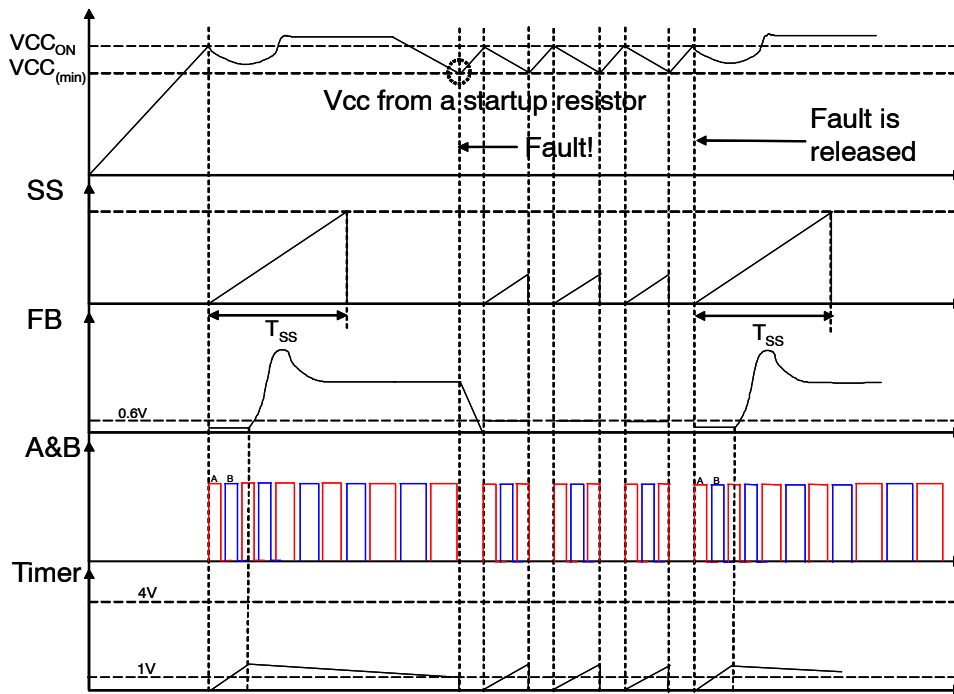 VCC_ON
VCC_(min)
Vcc from a startup resistor
Fault!
Fault is
released
SS
T_SS
T_SS
FB
0.6V
A&B
A B
A B
Timer
4V
1V